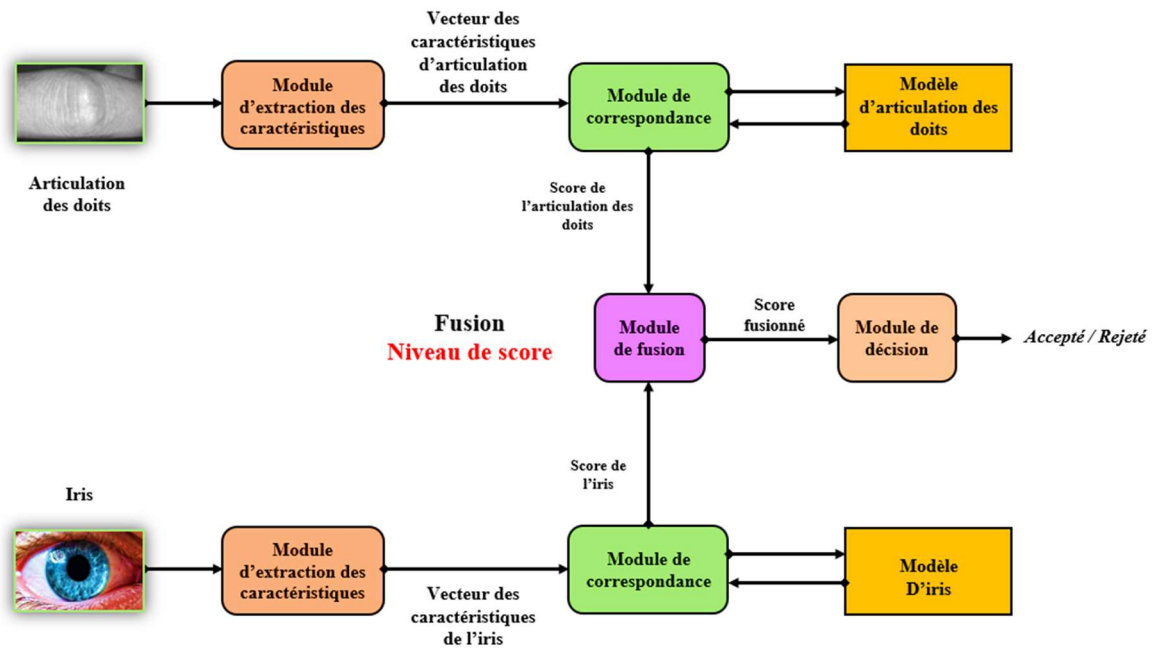 Vecteur des
caractéristiques
d'articulation
des doits
Module
d'extraction des
caractéristiques
Module de
correspondance
Modèle
d'articulation des
doits
Articulation
des doits
Score de
l'articulation des
doits
Fusion
Niveau de score
Module
de fusion
Score
fusionné
Module de
décision
Accepté / Rejeté
Score de
l'iris
Iris
Module
d'extraction des
caractéristiques
Vecteur des
caractéristiques
de l'iris
Module de
correspondance
Modèle
D'iris